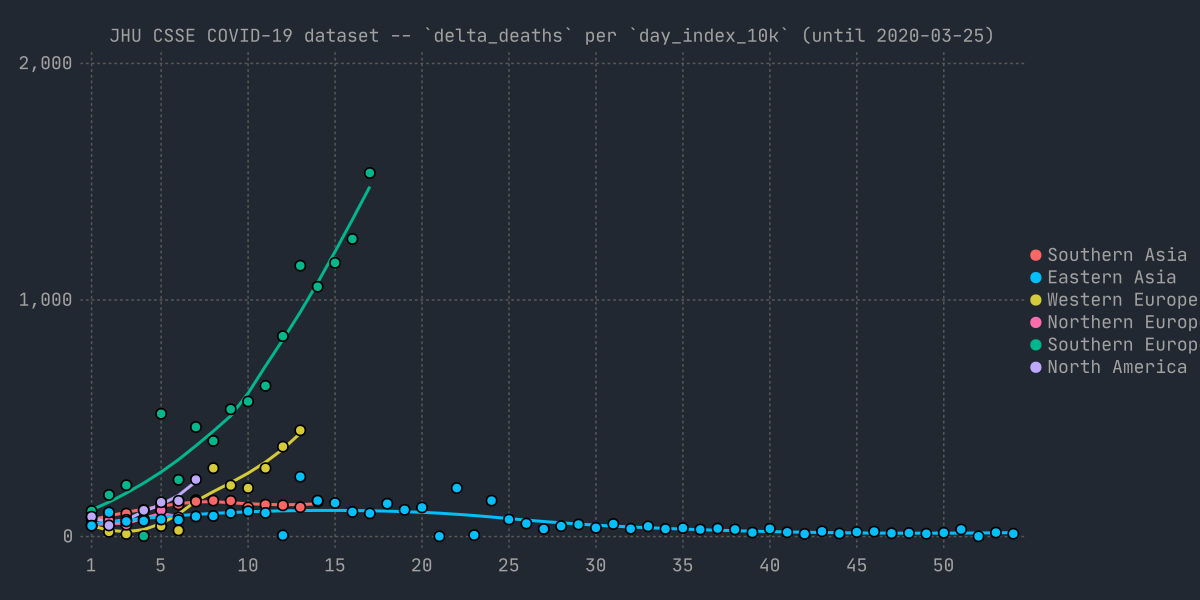 JHU CSSE COVID-19 dataset -- `delta_deaths` per `day_index_10k` (until 2020-03-25)
2,000
1,000
0
1 5 10 15 20 25 30 35 40 45 50
Southern Asia
Eastern Asia
Western Europe
Northern Europ
Southern Europ
North America